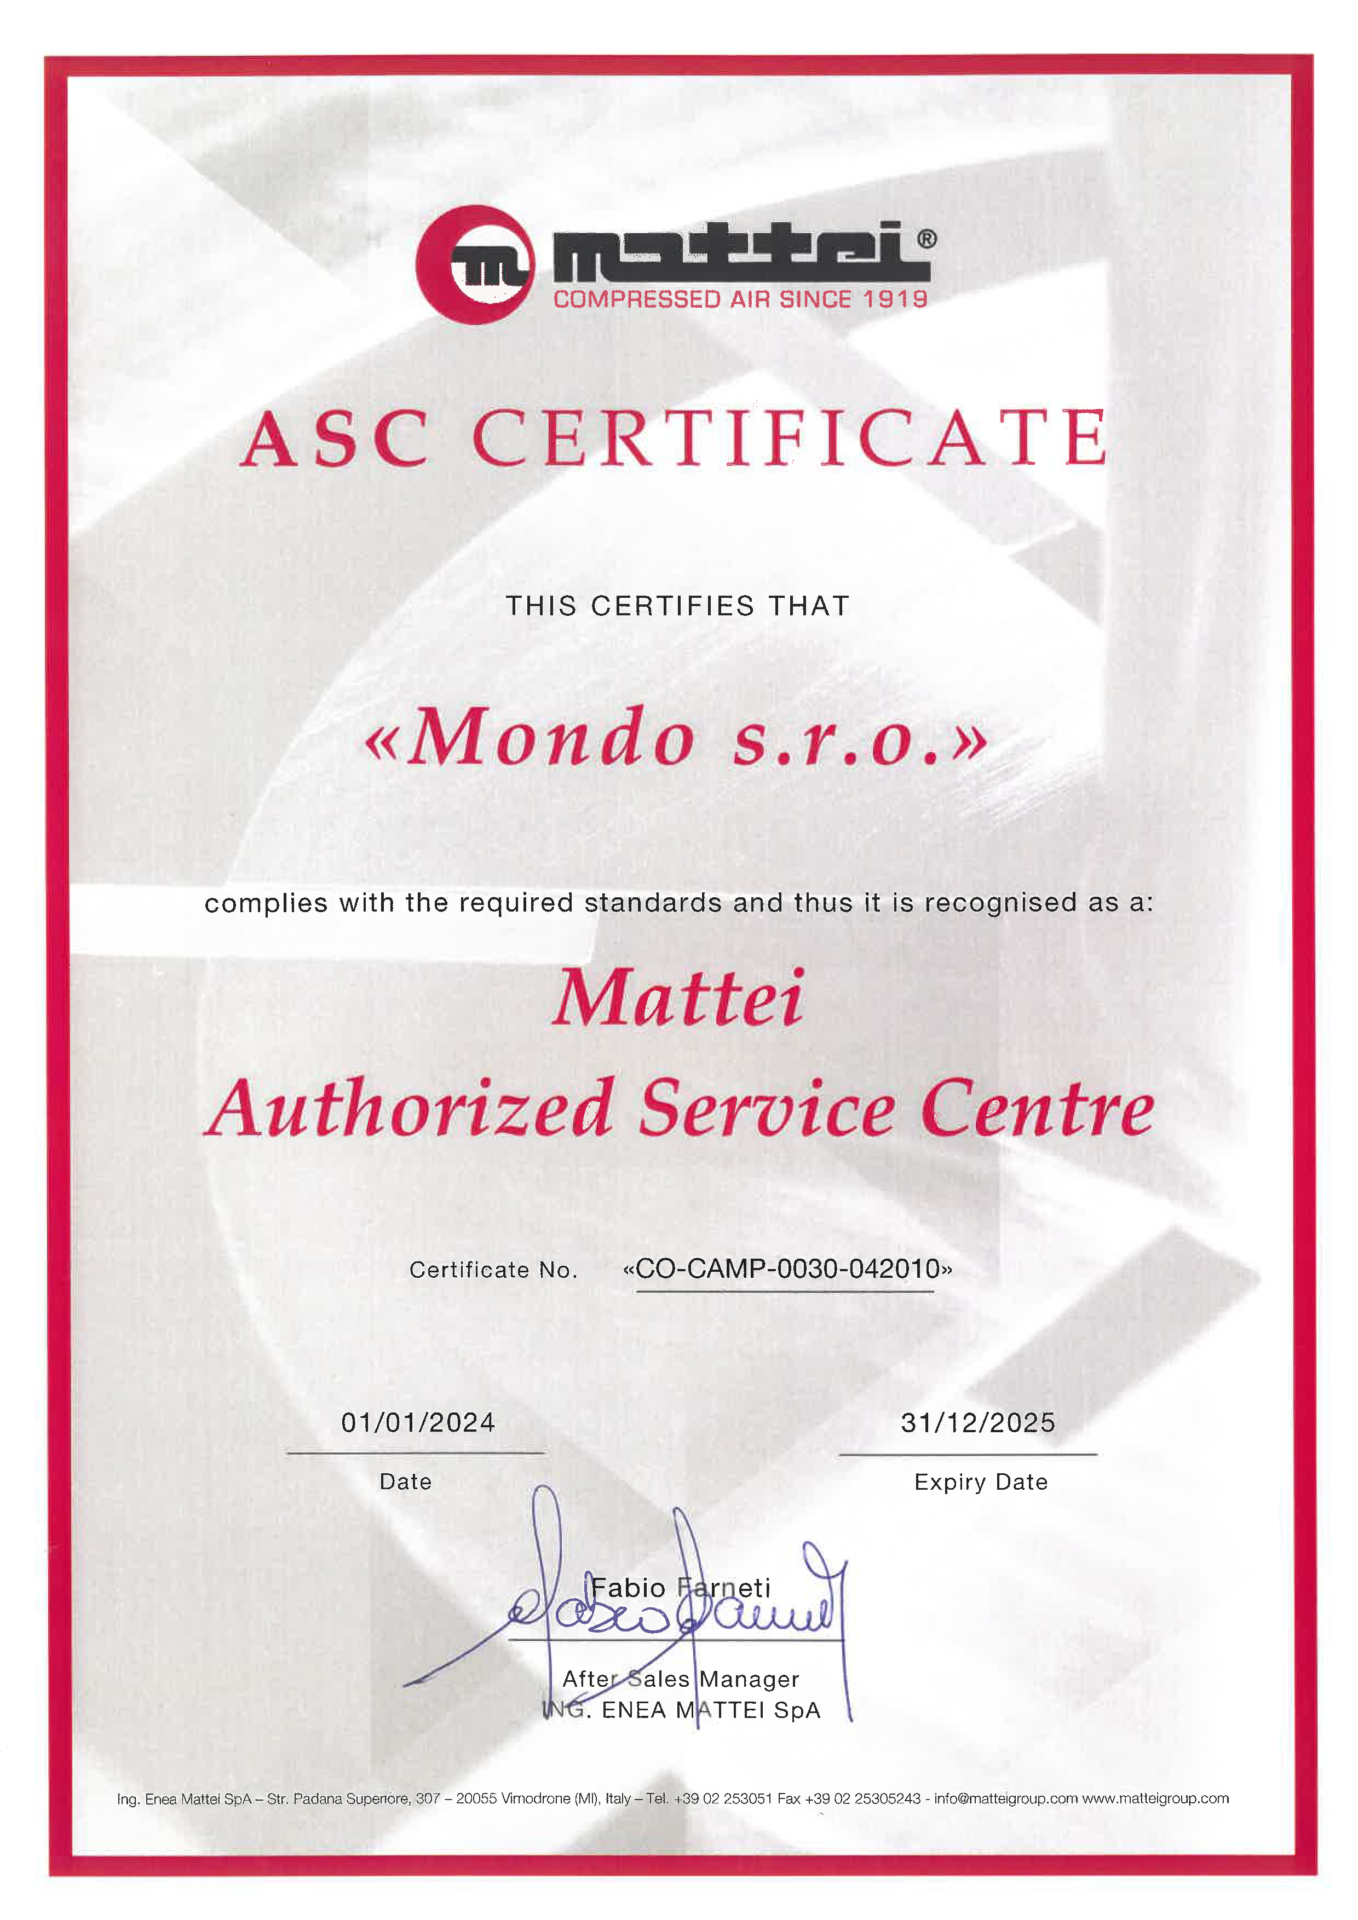 m mattei®
COMPRESSED AIR SINCE 1919
ASC CERTIFICATE
THIS CERTIFIES THAT
«Mondo s.r.o.»
complies with the required standards and thus it is recognised as a:
Mattei
Authorized Service Centre
Certificate No. «CO-CAMP-0030-042010»
01/01/2024 31/12/2025
Date Expiry Date
Fabio Farneti
Fabio Farneti
After Sales Manager
ING. ENEA MATTEI SpA
Ing. Enea Mattei SpA – Str. Padana Superiore, 307 – 20055 Vimodrone (MI), Italy – Tel. +39 02 253051 Fax +39 02 25305243 - info@matteigroup.com www.matteigroup.com